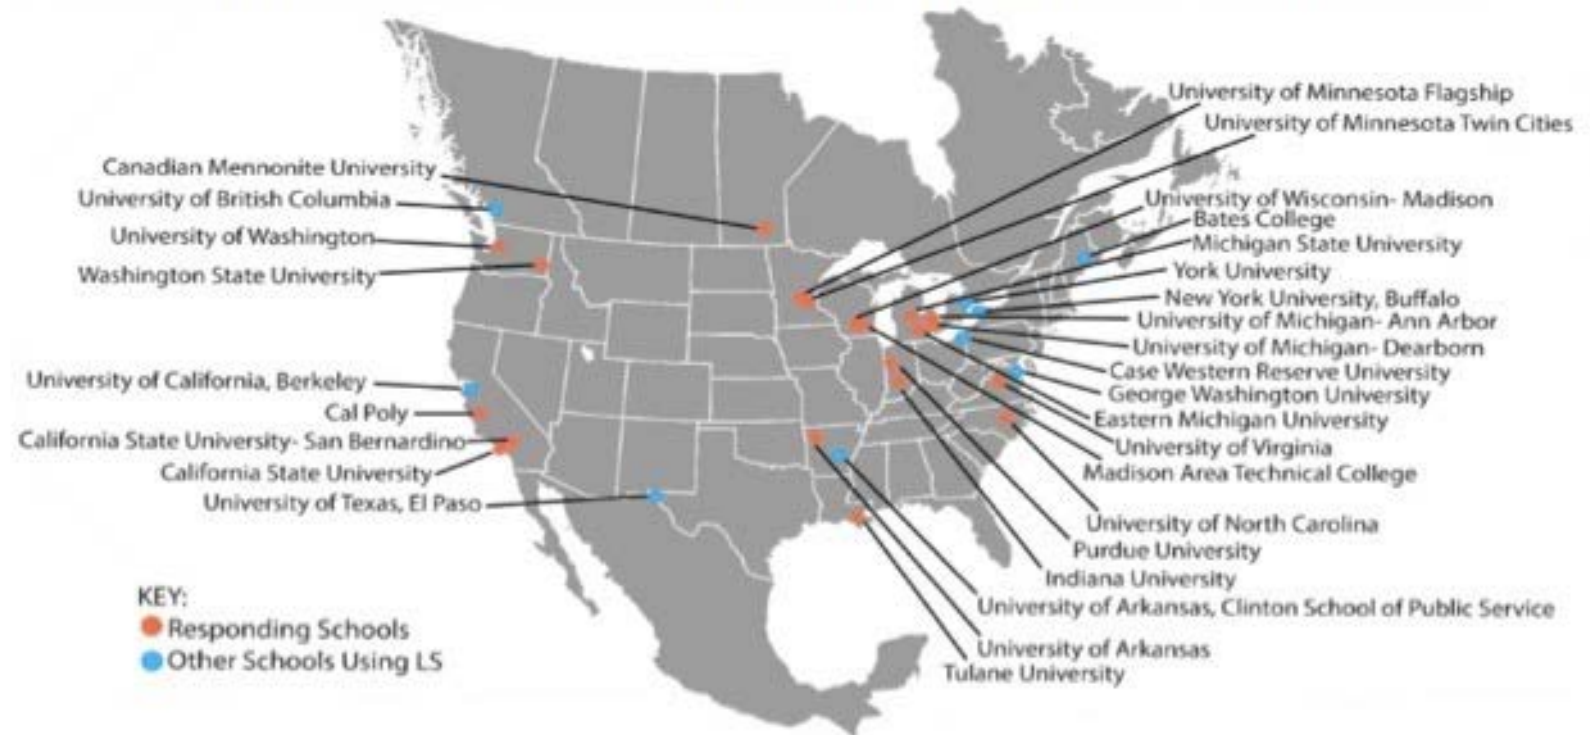 Canadian Mennonite University
University of British Columbia
University of Washington
Washington State University
University of California, Berkeley
Cal Poly
California State University- San Bernardino
California State University
University of Texas, El Paso
University of Minnesota Flagship
University of Minnesota Twin Cities
University of Wisconsin- Madison
Bates College
Michigan State University
York University
New York University, Buffalo
University of Michigan- Ann Arbor
University of Michigan- Dearborn
Case Western Reserve University
George Washington University
Eastern Michigan University
University of Virginia
Madison Area Technical College
University of North Carolina
Purdue University
Indiana University
University of Arkansas, Clinton School of Public Service
University of Arkansas
Tulane University
KEY:
Responding Schools
Other Schools Using LS